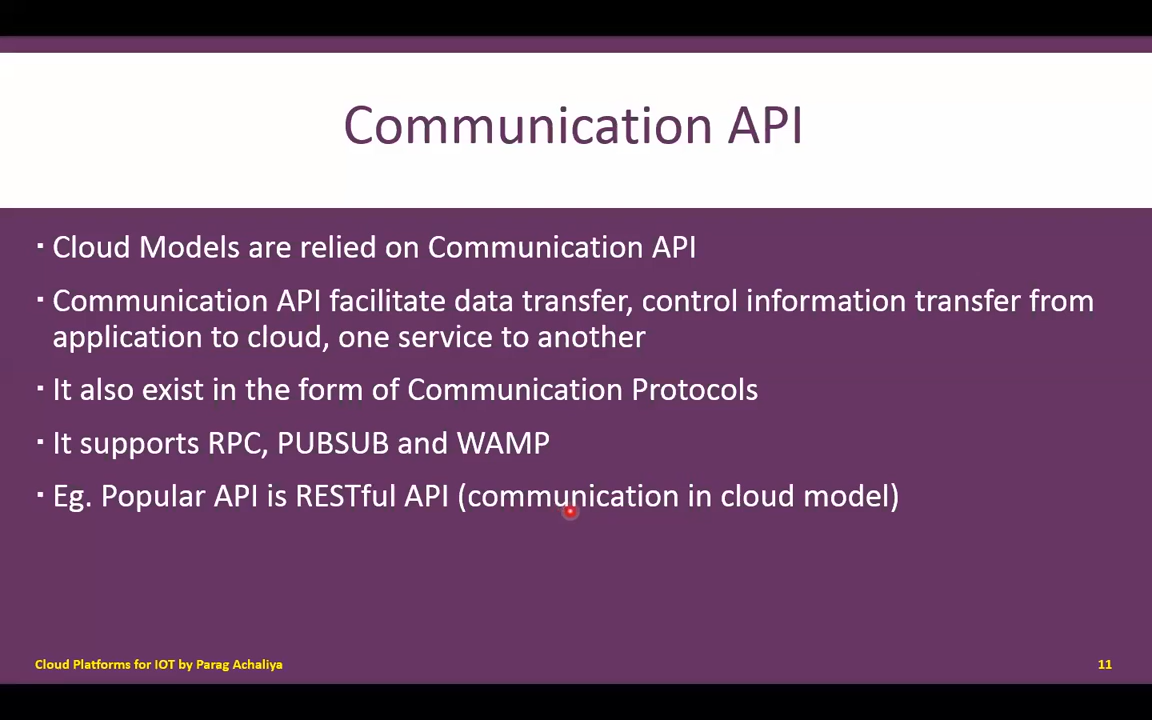 Communication API
▪ Cloud Models are relied on Communication API
▪ Communication API facilitate data transfer, control information transfer from
application to cloud, one service to another
▪ It also exist in the form of Communication Protocols
▪ It supports RPC, PUBSUB and WAMP
▪ Eg. Popular API is RESTful API (communication in cloud model)
Cloud Platforms for IOT by Parag Achaliya
11